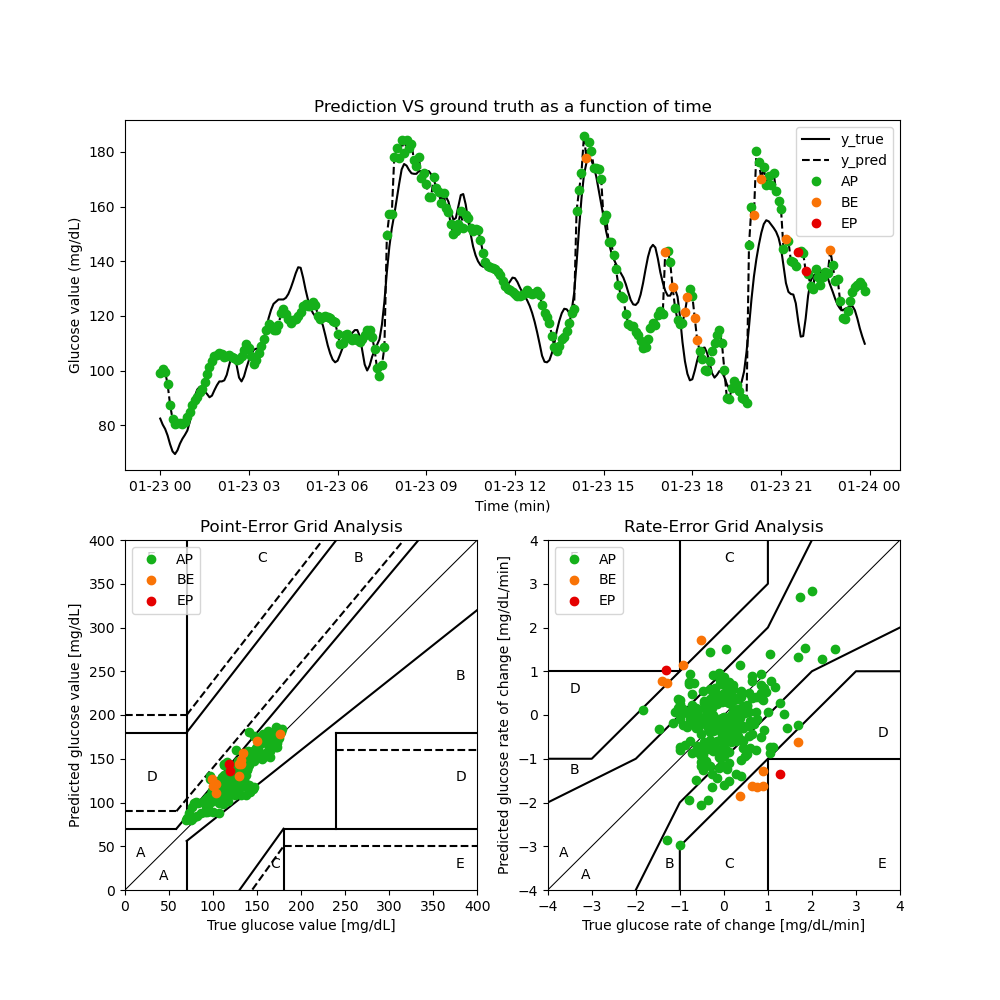 Prediction VS ground truth as a function of time
Glucose value (mg/dL)
180
160
140
120
100
80
y_true
y_pred
AP
BE
EP
01-23 00 01-23 03 01-23 06 01-23 09 01-23 12 01-23 15 01-23 18 01-23 21 01-24 00
Time (min)
Point-Error Grid Analysis
Predicted glucose value [mg/dL]
400
350
300
250
200
150
100
50
0
AP
BE
EP
C
B
B
D
D
A
A
C
E
0 50 100 150 200 250 300 350 400
True glucose value [mg/dL]
Rate-Error Grid Analysis
Predicted glucose rate of change [mg/dL/min]
4
3
2
1
0
−1
−2
−3
−4
AP
BE
EP
C
D
D
B
A
A
B
C
E
−4 −3 −2 −1 0 1 2 3 4
True glucose rate of change [mg/dL/min]